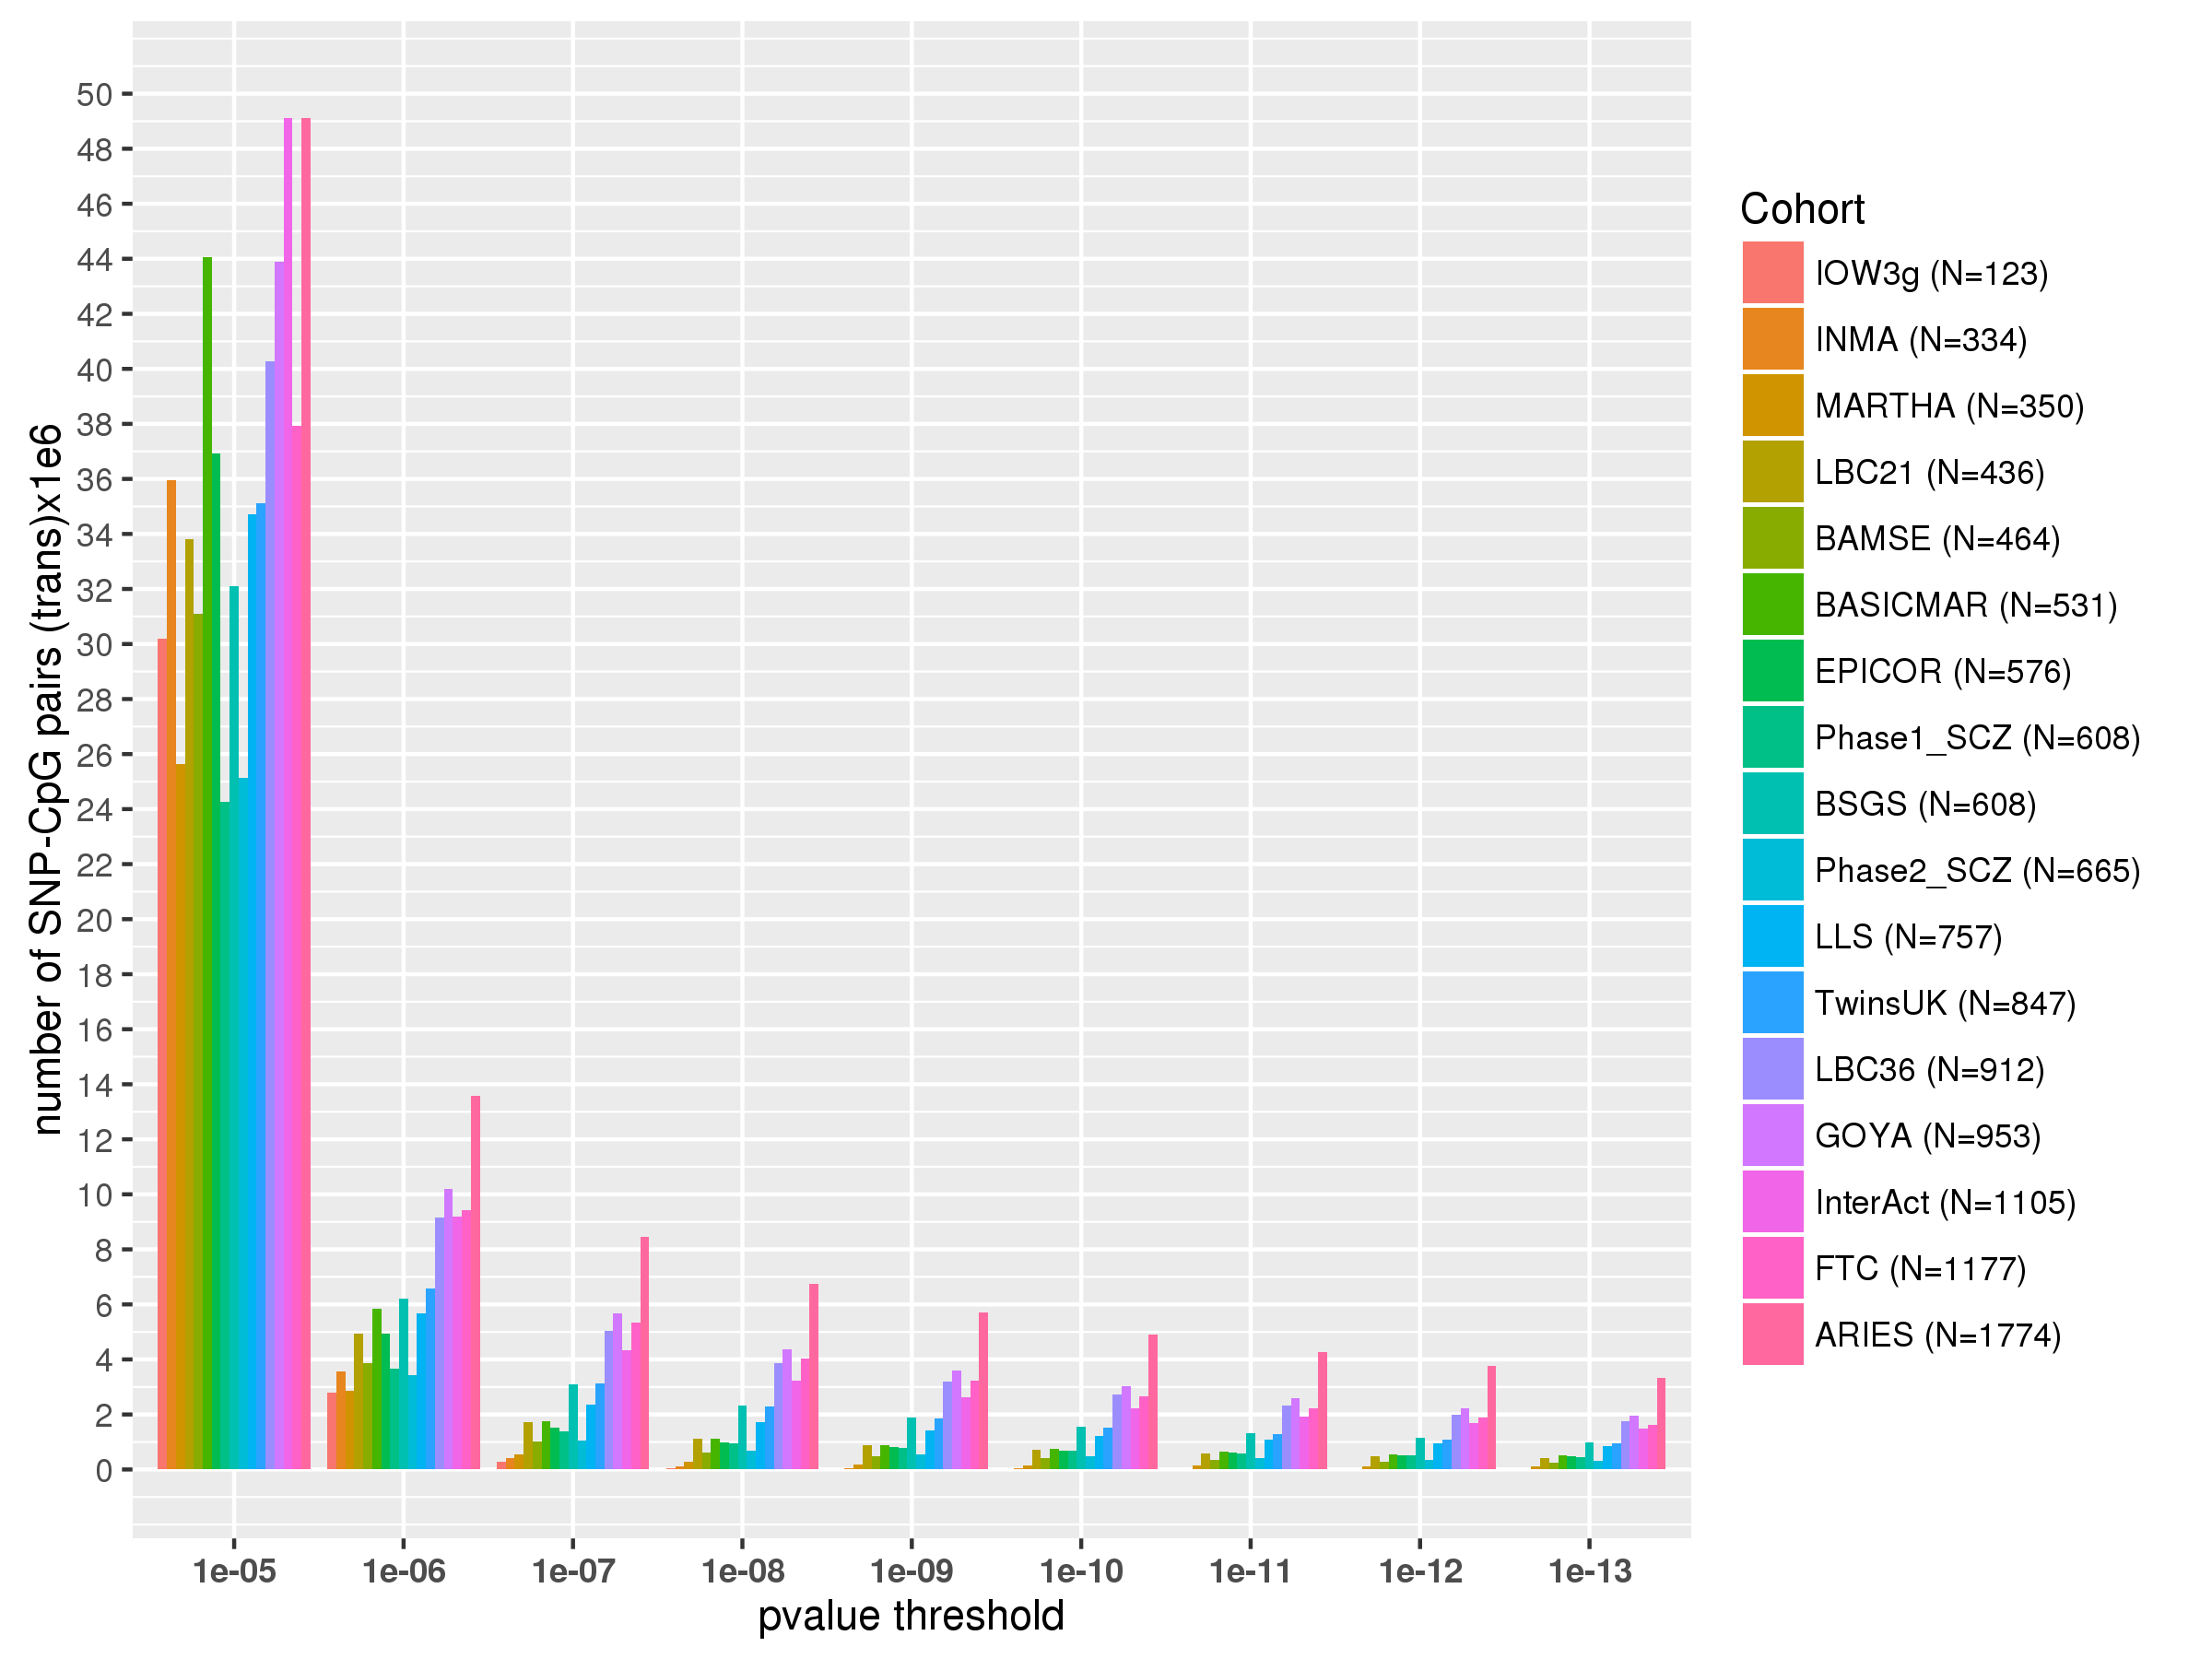 number of SNP-CpG pairs (trans)x1e6
50
48
46
44
42
40
38
36
34
32
30
28
26
24
22
20
18
16
14
12
10
8
6
4
2
0
1e-05 1e-06 1e-07 1e-08 1e-09 1e-10 1e-11 1e-12 1e-13
pvalue threshold
Cohort
IOW3g (N=123)
INMA (N=334)
MARTHA (N=350)
LBC21 (N=436)
BAMSE (N=464)
BASICMAR (N=531)
EPICOR (N=576)
Phase1_SCZ (N=608)
BSGS (N=608)
Phase2_SCZ (N=665)
LLS (N=757)
TwinsUK (N=847)
LBC36 (N=912)
GOYA (N=953)
InterAct (N=1105)
FTC (N=1177)
ARIES (N=1774)